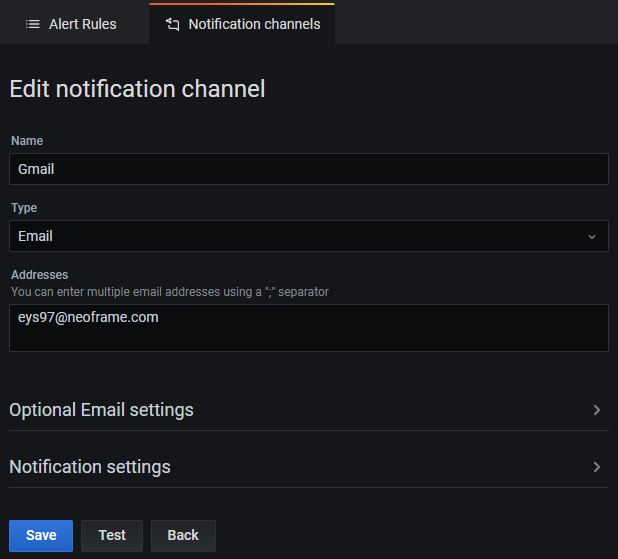 Alert Rules
Notification channels
Edit notification channel
Name
Gmail
Type
Email
Addresses
You can enter multiple email addresses using a ";" separator
eys97@neoframe.com
Optional Email settings
Notification settings
Save
Test
Back